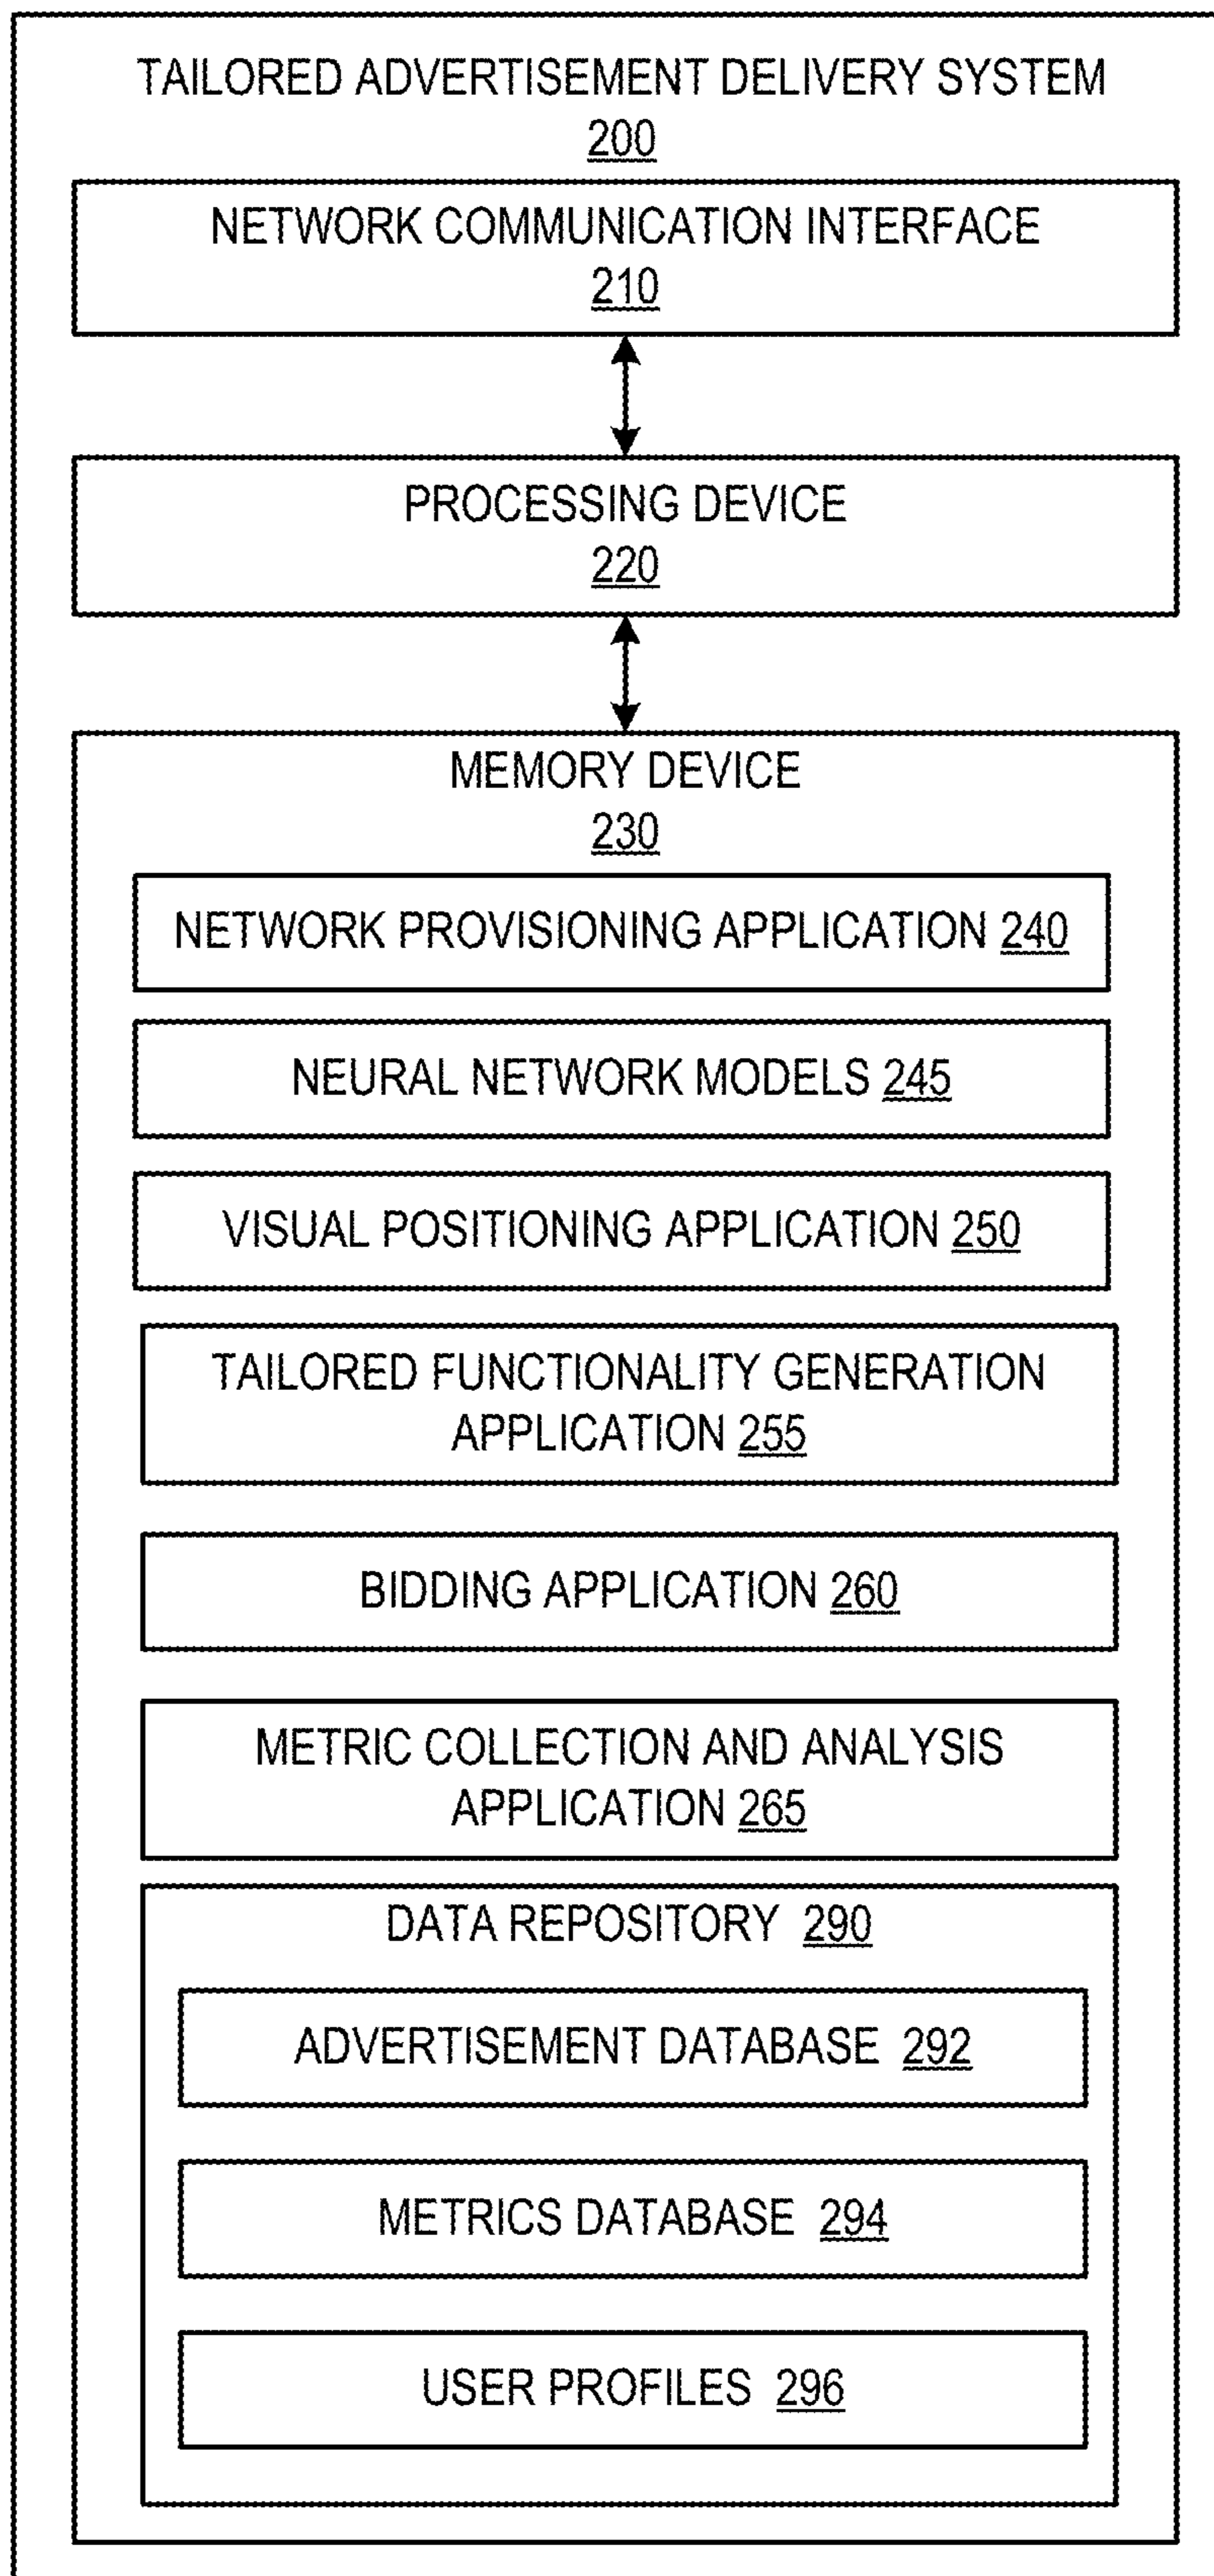 TAILORED ADVERTISEMENT DELIVERY SYSTEM
200
NETWORK COMMUNICATION INTERFACE
210
PROCESSING DEVICE
220
MEMORY DEVICE
230
NETWORK PROVISIONING APPLICATION 240
NEURAL NETWORK MODELS 245
VISUAL POSITIONING APPLICATION 250
TAILORED FUNCTIONALITY GENERATION
APPLICATION 255
BIDDING APPLICATION 260
METRIC COLLECTION AND ANALYSIS
APPLICATION 265
DATA REPOSITORY 290
ADVERTISEMENT DATABASE 292
METRICS DATABASE 294
USER PROFILES 296